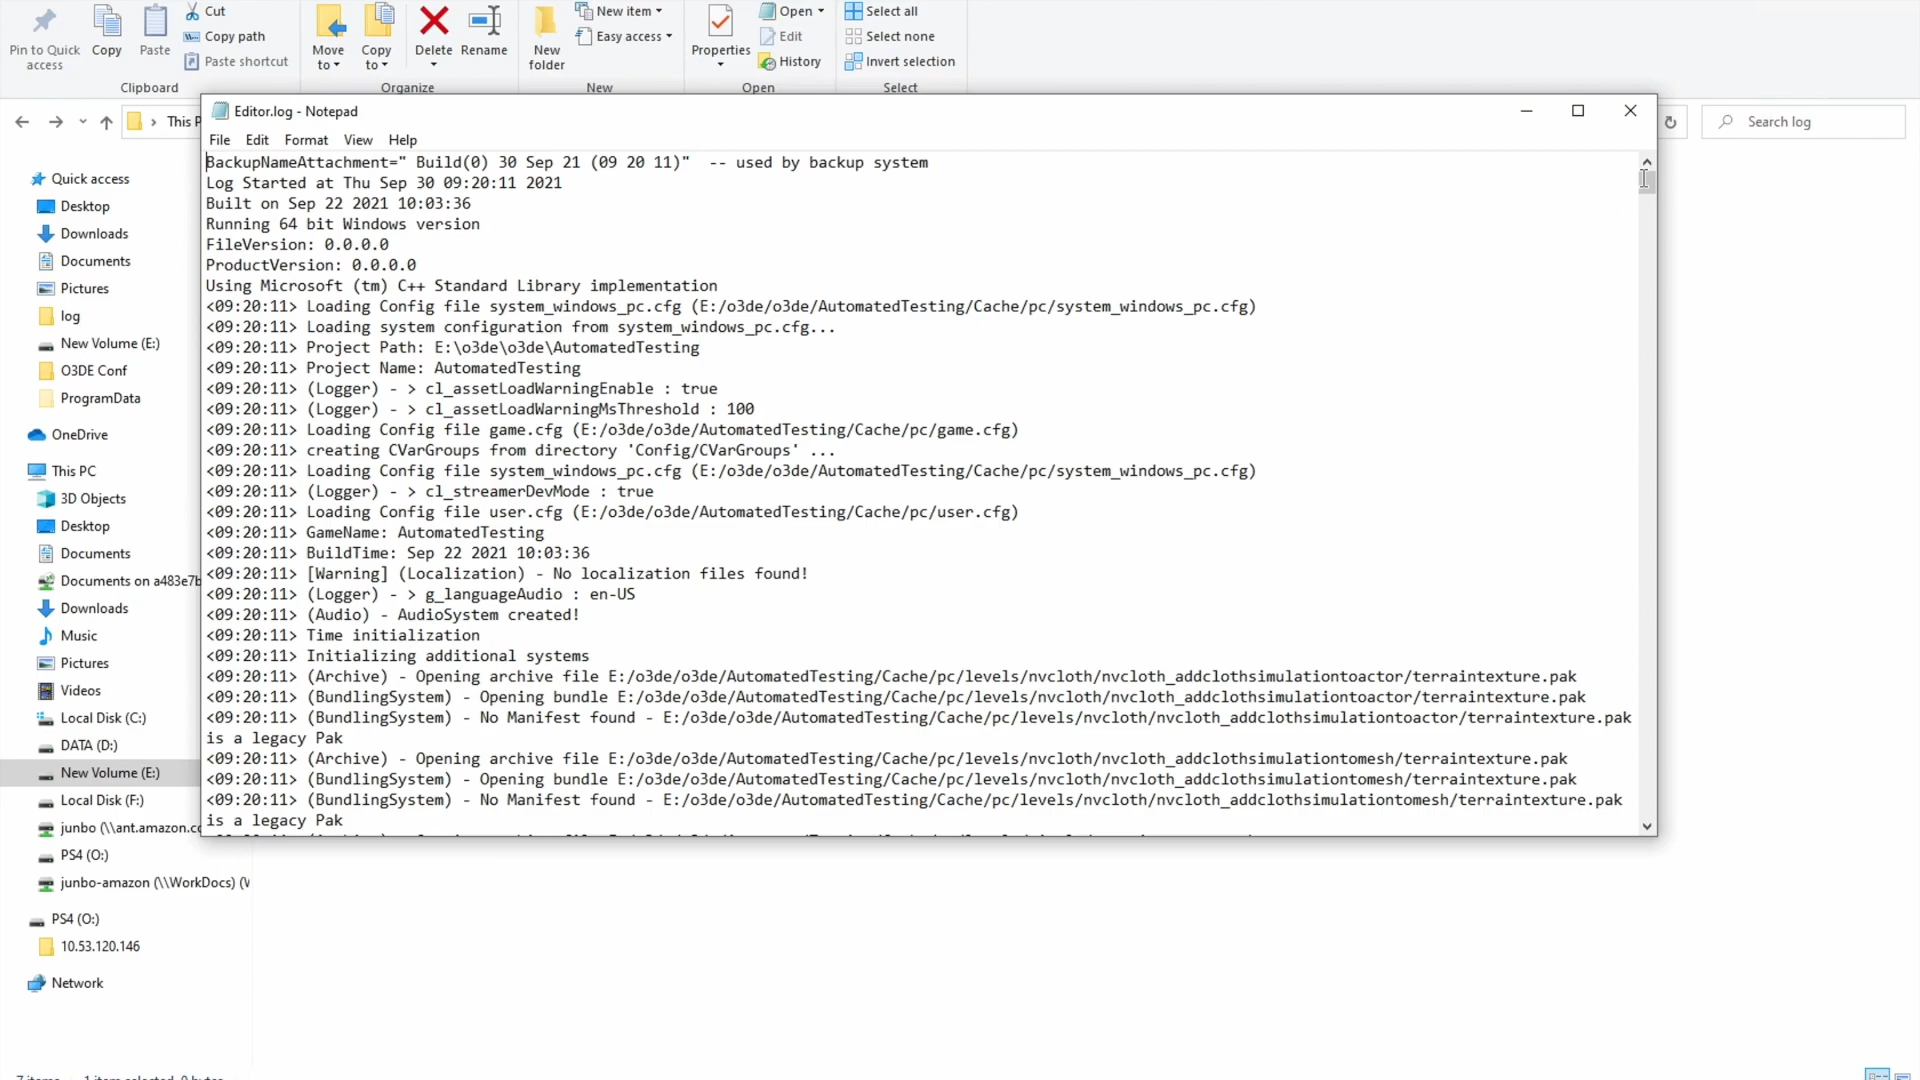 Pin to Quick access
Copy
Paste
Cut
Copy path
Paste shortcut
Clipboard
Move to
Copy to
Delete
Rename
Organize
New folder
New item
Easy access
New
Properties
Open
Edit
History
Open
Select all
Select none
Invert selection
Select
This P
Search log
Editor.log - Notepad
File Edit Format View Help
BackupNameAttachment=" Build(0) 30 Sep 21 (09 20 11)"  -- used by backup system
Log Started at Thu Sep 30 09:20:11 2021
Built on Sep 22 2021 10:03:36
Running 64 bit Windows version
FileVersion: 0.0.0.0
ProductVersion: 0.0.0.0
Using Microsoft (tm) C++ Standard Library implementation
<09:20:11> Loading Config file system_windows_pc.cfg (E:/o3de/o3de/AutomatedTesting/Cache/pc/system_windows_pc.cfg)
<09:20:11> Loading system configuration from system_windows_pc.cfg...
<09:20:11> Project Path: E:\o3de\o3de\AutomatedTesting
<09:20:11> Project Name: AutomatedTesting
<09:20:11> (Logger) - > cl_assetLoadWarningEnable : true
<09:20:11> (Logger) - > cl_assetLoadWarningMsThreshold : 100
<09:20:11> Loading Config file game.cfg (E:/o3de/o3de/AutomatedTesting/Cache/pc/game.cfg)
<09:20:11> creating CVarGroups from directory 'Config/CVarGroups' ...
<09:20:11> Loading Config file system_windows_pc.cfg (E:/o3de/o3de/AutomatedTesting/Cache/pc/system_windows_pc.cfg)
<09:20:11> (Logger) - > cl_streamerDevMode : true
<09:20:11> Loading Config file user.cfg (E:/o3de/o3de/AutomatedTesting/Cache/pc/user.cfg)
<09:20:11> GameName: AutomatedTesting
<09:20:11> BuildTime: Sep 22 2021 10:03:36
<09:20:11> [Warning] (Localization) - No localization files found!
<09:20:11> (Logger) - > g_languageAudio : en-US
<09:20:11> (Audio) - AudioSystem created!
<09:20:11> Time initialization
<09:20:11> Initializing additional systems
<09:20:11> (Archive) - Opening archive file E:/o3de/o3de/AutomatedTesting/Cache/pc/levels/nvcloth/nvcloth_addclothsimulationtoactor/terraintexture.pak
<09:20:11> (BundlingSystem) - Opening bundle E:/o3de/o3de/AutomatedTesting/Cache/pc/levels/nvcloth/nvcloth_addclothsimulationtoactor/terraintexture.pak
<09:20:11> (BundlingSystem) - No Manifest found - E:/o3de/o3de/AutomatedTesting/Cache/pc/levels/nvcloth/nvcloth_addclothsimulationtoactor/terraintexture.pak
is a legacy Pak
<09:20:11> (Archive) - Opening archive file E:/o3de/o3de/AutomatedTesting/Cache/pc/levels/nvcloth/nvcloth_addclothsimulationtomesh/terraintexture.pak
<09:20:11> (BundlingSystem) - Opening bundle E:/o3de/o3de/AutomatedTesting/Cache/pc/levels/nvcloth/nvcloth_addclothsimulationtomesh/terraintexture.pak
<09:20:11> (BundlingSystem) - No Manifest found - E:/o3de/o3de/AutomatedTesting/Cache/pc/levels/nvcloth/nvcloth_addclothsimulationtomesh/terraintexture.pak
is a legacy Pak
Quick access
Desktop
Downloads
Documents
Pictures
log
New Volume (E:)
O3DE Conf
ProgramData
OneDrive
This PC
3D Objects
Desktop
Documents
Documents on a483e7b
Downloads
Music
Pictures
Videos
Local Disk (C:)
DATA (D:)
New Volume (E:)
Local Disk (F:)
junbo (\\ant.amazon.co
PS4 (O:)
junbo-amazon (\\WorkDocs) (W
PS4 (O:)
10.53.120.146
Network